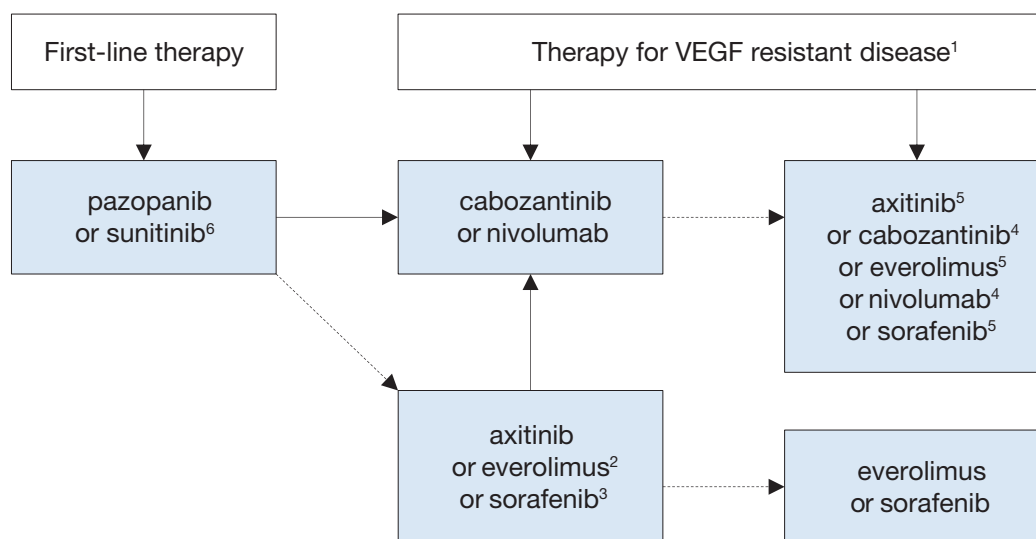 First-line therapy
Therapy for VEGF resistant disease¹
pazopanib
or sunitinib⁶
cabozantinib
or nivolumab
axitinib⁵
or cabozantinib⁴
or everolimus⁵
or nivolumab⁴
or sorafenib⁵
axitinib
or everolimus²
or sorafenib³
everolimus
or sorafenib